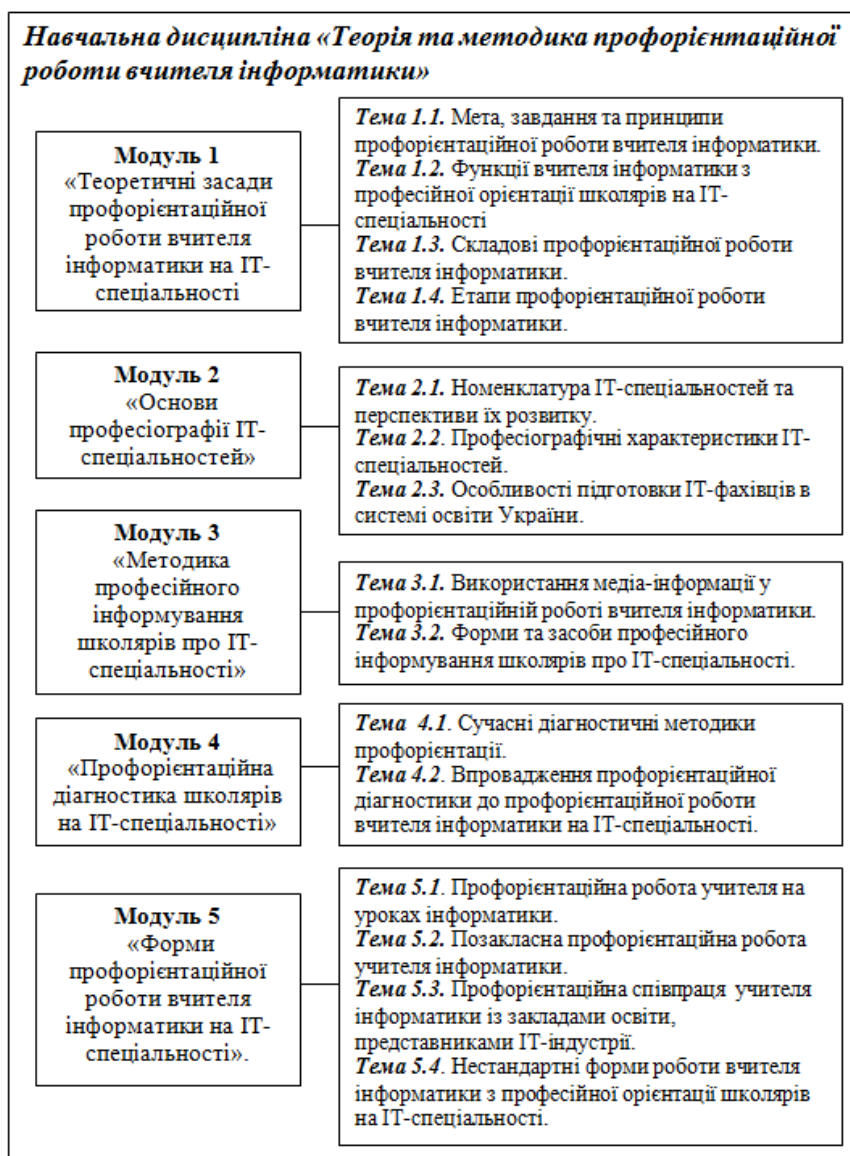 Навчальна дисципліна «Теорія та методика профорієнтаційної
роботи вчителя інформатики»
Модуль 1
«Теоретичні засади
профорієнтаційної
роботи вчителя
інформатики на ІТ-
спеціальності
Тема 1.1. Мета, завдання та принципи
профорієнтаційної роботи вчителя інформатики.
Тема 1.2. Функції вчителя інформатики з
професійної орієнтації школярів на ІТ-
спеціальності
Тема 1.3. Складові профорієнтаційної роботи
вчителя інформатики.
Тема 1.4. Етапи профорієнтаційної роботи
вчителя інформатики.
Модуль 2
«Основи
професіографії ІТ-
спеціальностей»
Тема 2.1. Номенклатура ІТ-спеціальностей та
перспективи їх розвитку.
Тема 2.2. Професіографічні характеристики ІТ-
спеціальностей.
Тема 2.3. Особливості підготовки ІТ-фахівців в
системі освіти України.
Модуль 3
«Методика
професійного
інформування
школярів про ІТ-
спеціальності»
Тема 3.1. Використання медіа-інформації у
профорієнтаційній роботі вчителя інформатики.
Тема 3.2. Форми та засоби професійного
інформування школярів про ІТ-спеціальності.
Модуль 4
«Профорієнтаційна
діагностика школярів
на ІТ-спеціальності»
Тема 4.1. Сучасні діагностичні методики
профорієнтації.
Тема 4.2. Впровадження профорієнтаційної
діагностики до профорієнтаційної роботи
вчителя інформатики на ІТ-спеціальності.
Модуль 5
«Форми
профорієнтаційної
роботи вчителя
інформатики на ІТ-
спеціальності».
Тема 5.1. Профорієнтаційна робота учителя на
уроках інформатики.
Тема 5.2. Позакласна профорієнтаційна робота
учителя інформатики.
Тема 5.3. Профорієнтаційна співпраця учителя
інформатики із закладами освіти,
представниками ІТ-індустрії.
Тема 5.4. Нестандартні форми роботи вчителя
інформатики з професійної орієнтації школярів
на ІТ-спеціальності.